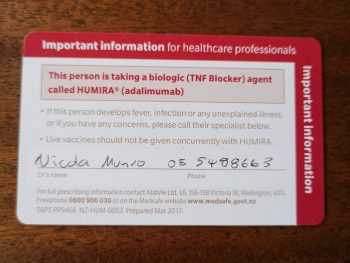 Important information for healthcare professionals
Important information
This person is taking a biologic (TNF Blocker) agent
called HUMIRA® (adalimumab)
• If this person develops fever, infection or any unexplained illness,
or if you have any concerns, please call their specialist below.
• Live vaccines should not be given concurrently with HUMIRA.
Nicola Munro 03 5498663
Dr's name Phone
For full prescribing information contact AbbVie Ltd, L6, 156-158 Victoria St, Wellington, 6011.
Freephone 0800 900 030 or on the Medsafe website www.medsafe.govt.nz
TAPS PP9466 NZ-HUM-0053 Prepared Mar 2017